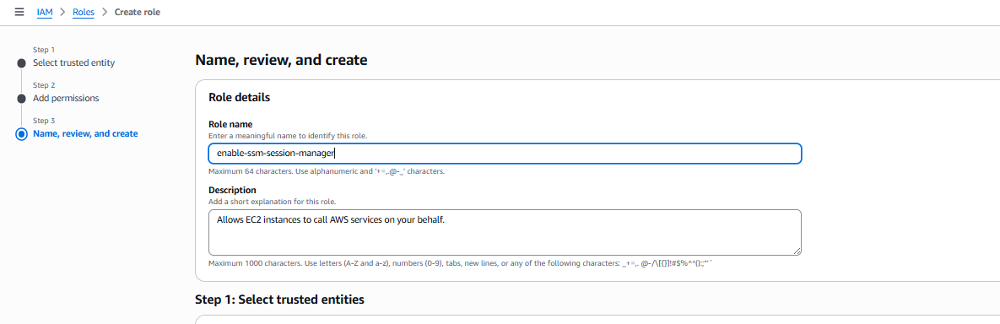 IAM > Roles > Create role
Step 1
Select trusted entity
Step 2
Add permissions
Step 3
Name, review, and create
Name, review, and create
Role details
Role name
Enter a meaningful name to identify this role.
enable-ssm-session-manager
Maximum 64 characters. Use alphanumeric and '+=,.@-_' characters.
Description
Add a short explanation for this role.
Allows EC2 instances to call AWS services on your behalf.
Maximum 1000 characters. Use letters (A-Z and a-z), numbers (0-9), tabs, new lines, or any of the following characters: _+=,. @-/\[{}]!#$%^*();:"'`
Step 1: Select trusted entities